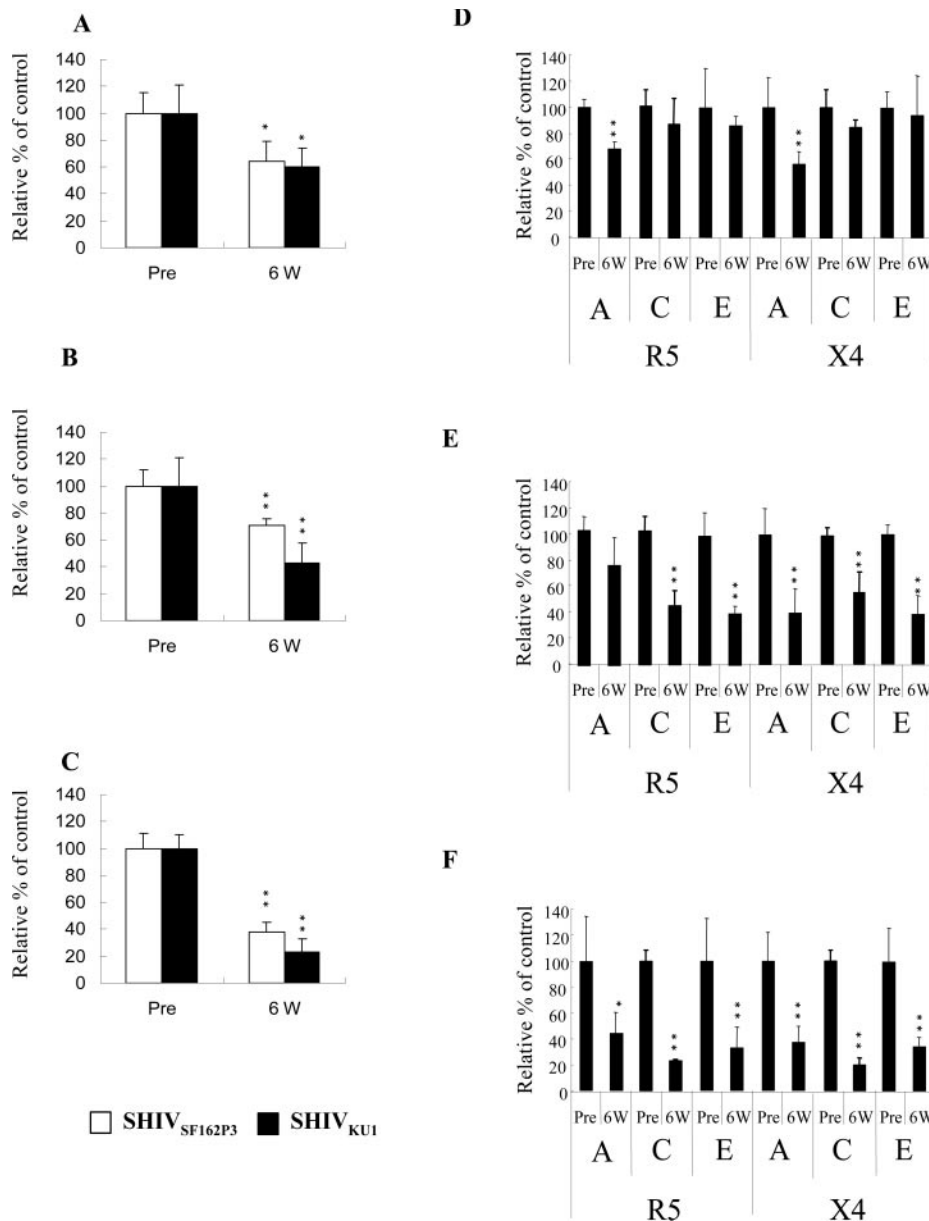 A
Relative % of control
140
120
100
80
60
40
20
0
* *
Pre 6 W
B
Relative % of control
140
120
100
80
60
40
20
0
** **
Pre 6 W
C
Relative % of control
140
120
100
80
60
40
20
0
** **
Pre 6 W
SHIV SF162P3 SHIV KU1
D
Relative % of control
140
120
100
80
60
40
20
0
** **
Pre 6W Pre 6W Pre 6W Pre 6W Pre 6W Pre 6W
A C E A C E
R5 X4
E
Relative % of control
140
120
100
80
60
40
20
0
** ** ** ** **
Pre 6W Pre 6W Pre 6W Pre 6W Pre 6W Pre 6W
A C E A C E
R5 X4
F
Relative % of control
140
120
100
80
60
40
20
0
* ** ** ** ** **
Pre 6W Pre 6W Pre 6W Pre 6W Pre 6W Pre 6W
A C E A C E
R5 X4